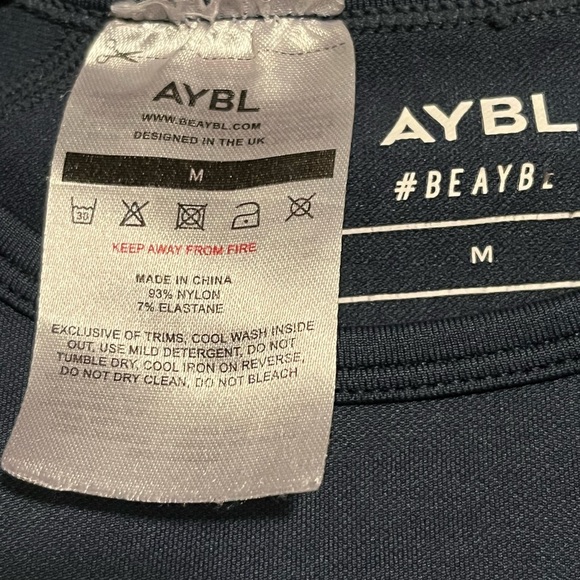 AYBL
WWW.BEAYBL.COM
DESIGNED IN THE UK
M
30
KEEP AWAY FROM FIRE
MADE IN CHINA
93% NYLON
7% ELASTANE
EXCLUSIVE OF TRIMS, COOL WASH INSIDE
OUT, USE MILD DETERGENT, DO NOT
TUMBLE DRY, COOL IRON ON REVERSE,
DO NOT DRY CLEAN, DO NOT BLEACH
AYBL
#BEAYBL
M